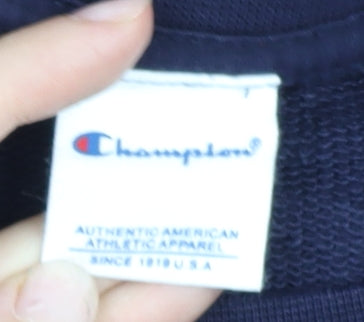 Champion
AUTHENTIC AMERICAN
ATHLETIC APPAREL
SINCE 1919 U.S.A